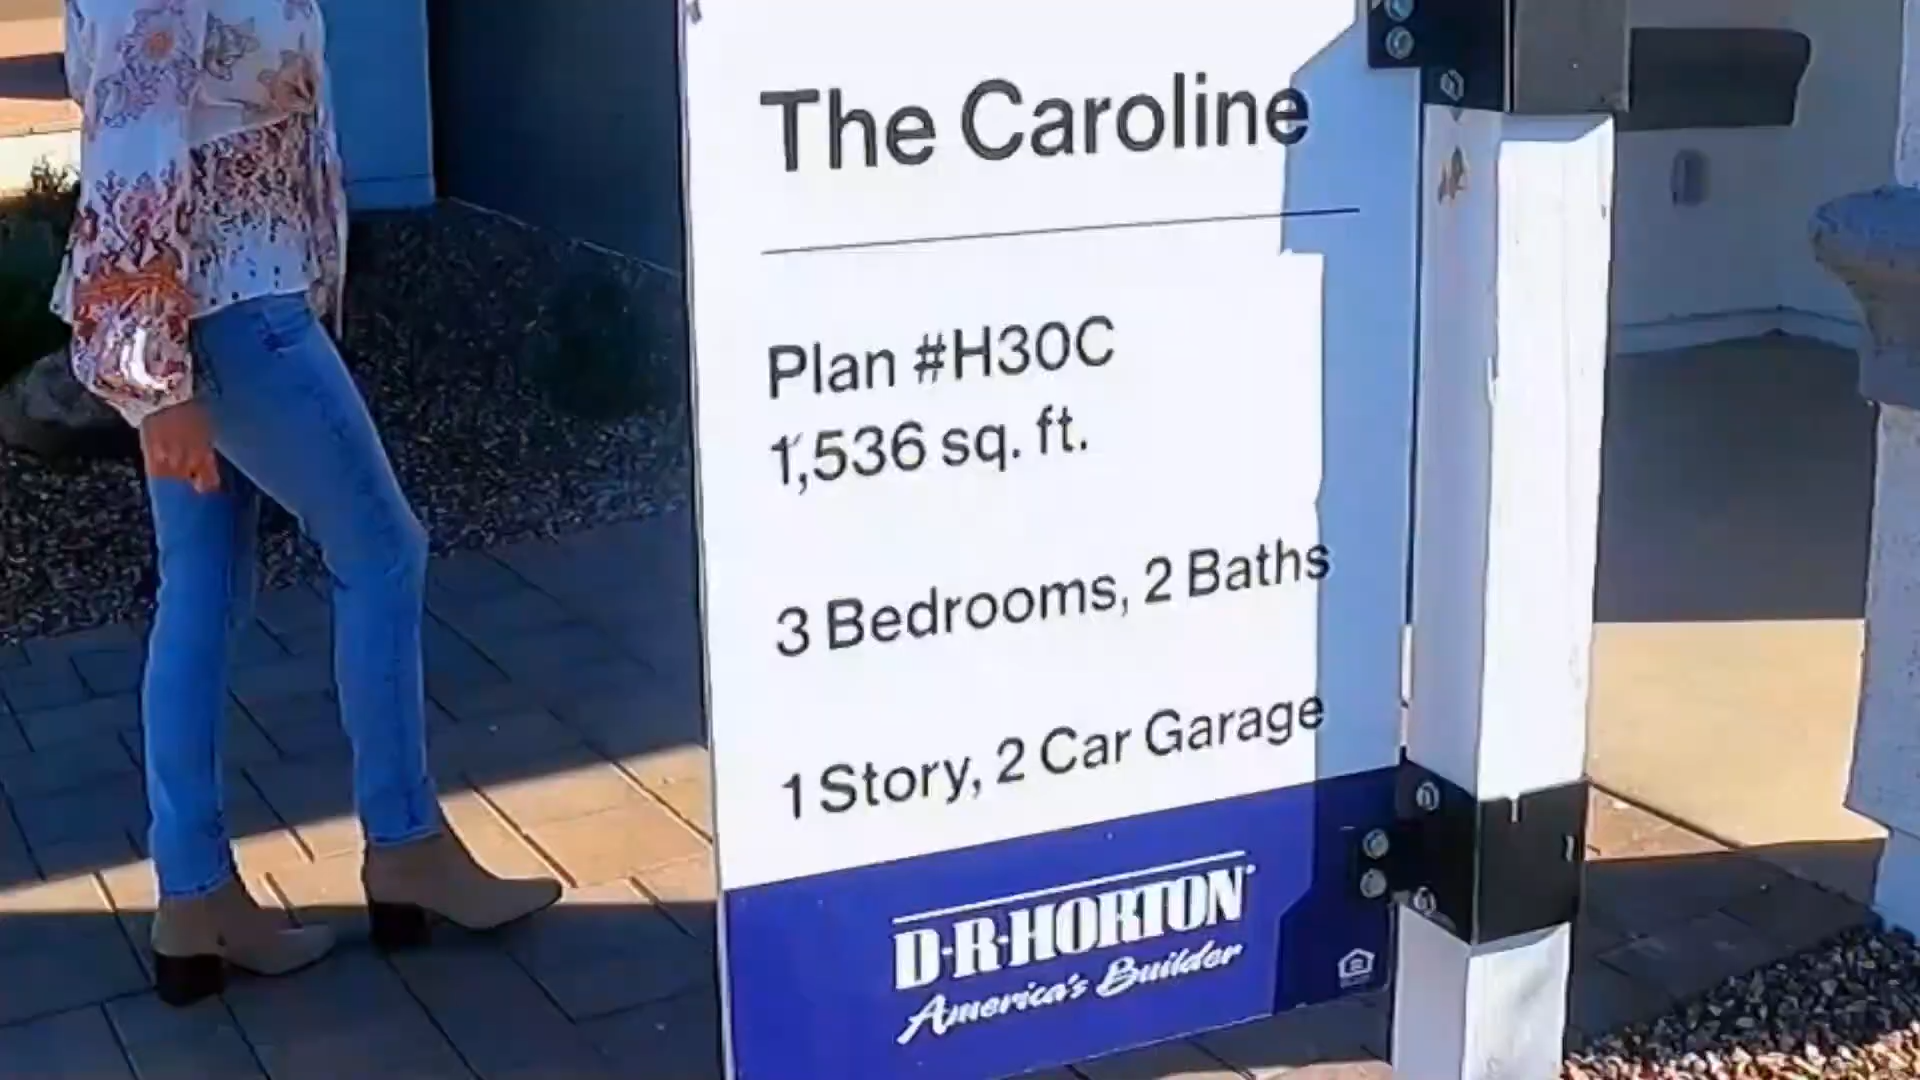 The Caroline
Plan #H30C
1,536 sq. ft.
3 Bedrooms, 2 Baths
1 Story, 2 Car Garage
D·R·HORTON
America's Builder